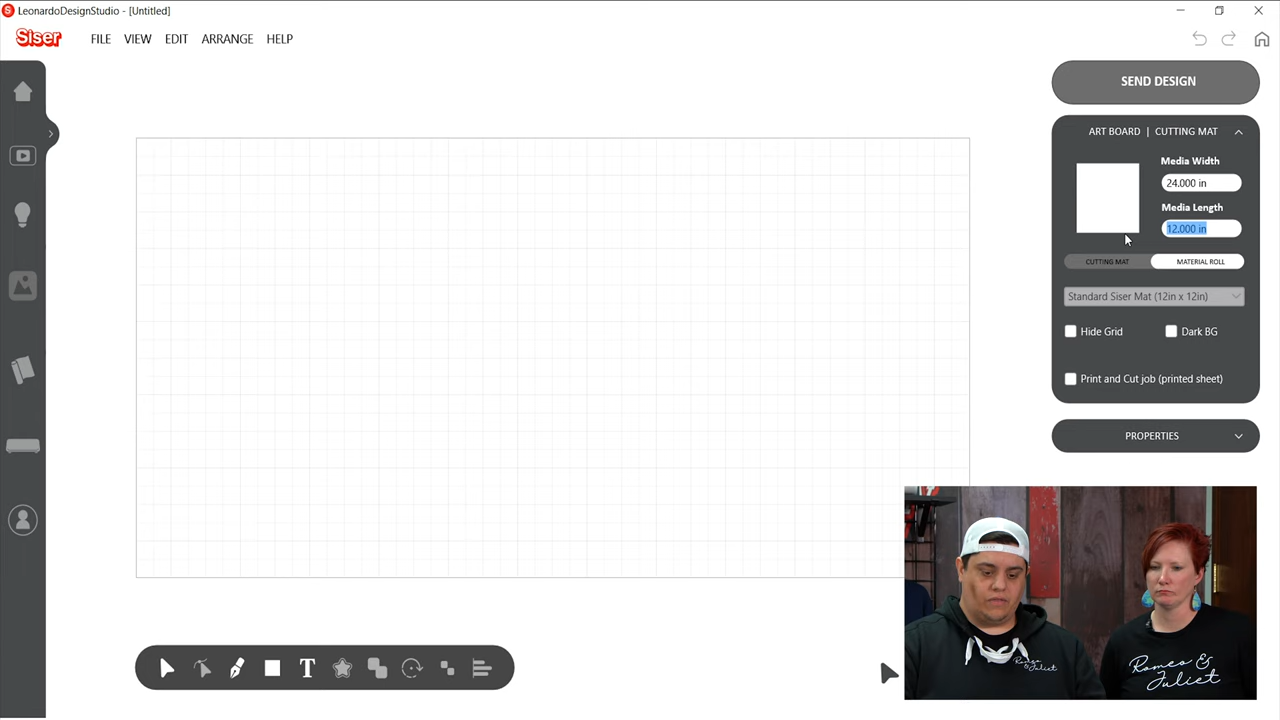 LeonardoDesignStudio - [Untitled]
Siser
FILE VIEW EDIT ARRANGE HELP
SEND DESIGN
ART BOARD | CUTTING MAT
Media Width
24.000 in
Media Length
12.000 in
CUTTING MAT MATERIAL ROLL
Standard Siser Mat (12in x 12in)
Hide Grid Dark BG
Print and Cut job (printed sheet)
PROPERTIES
T
Romeo &
Juliet
Romeo &
Juliet